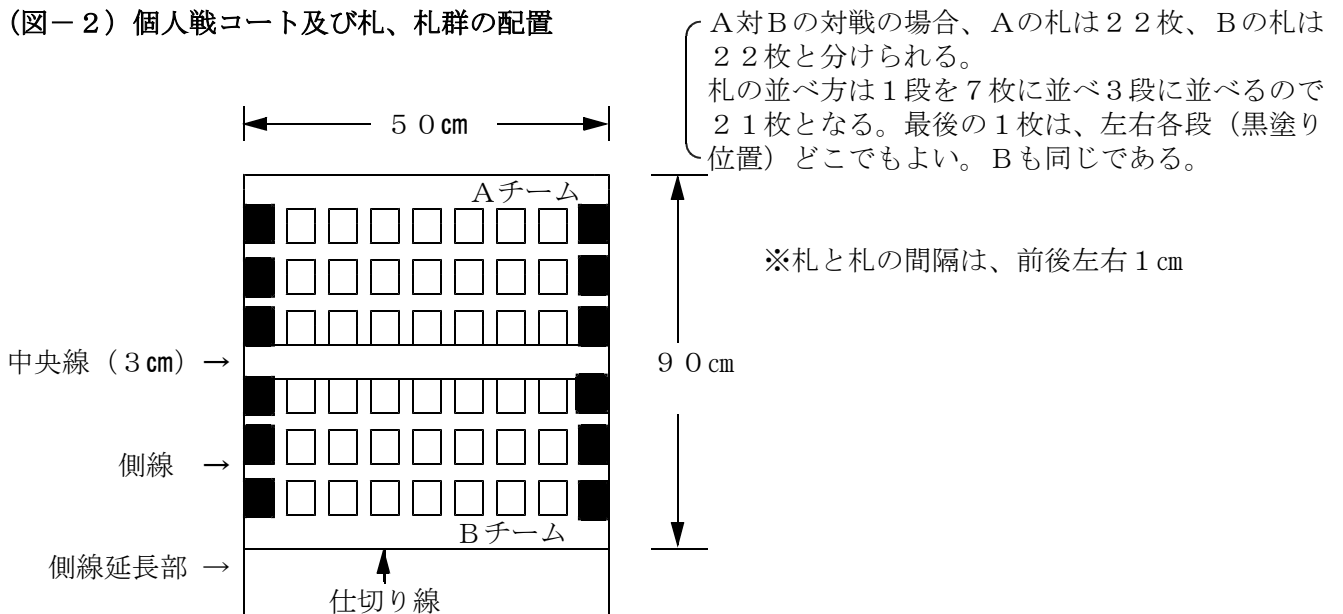 (図－２）個人戦コート及び札、札群の配置
Ａ対Ｂの対戦の場合、Ａの札は２２枚、Ｂの札は
２２枚と分けられる。
札の並べ方は１段を７枚に並べ３段に並べるので
２１枚となる。最後の１枚は、左右各段（黒塗り
位置）どこでもよい。Ｂも同じである。
５０㎝
Ａチーム
※札と札の間隔は、前後左右１㎝
中央線（３㎝）→
９０㎝
側線 →
Ｂチーム
側線延長部 →
仕切り線